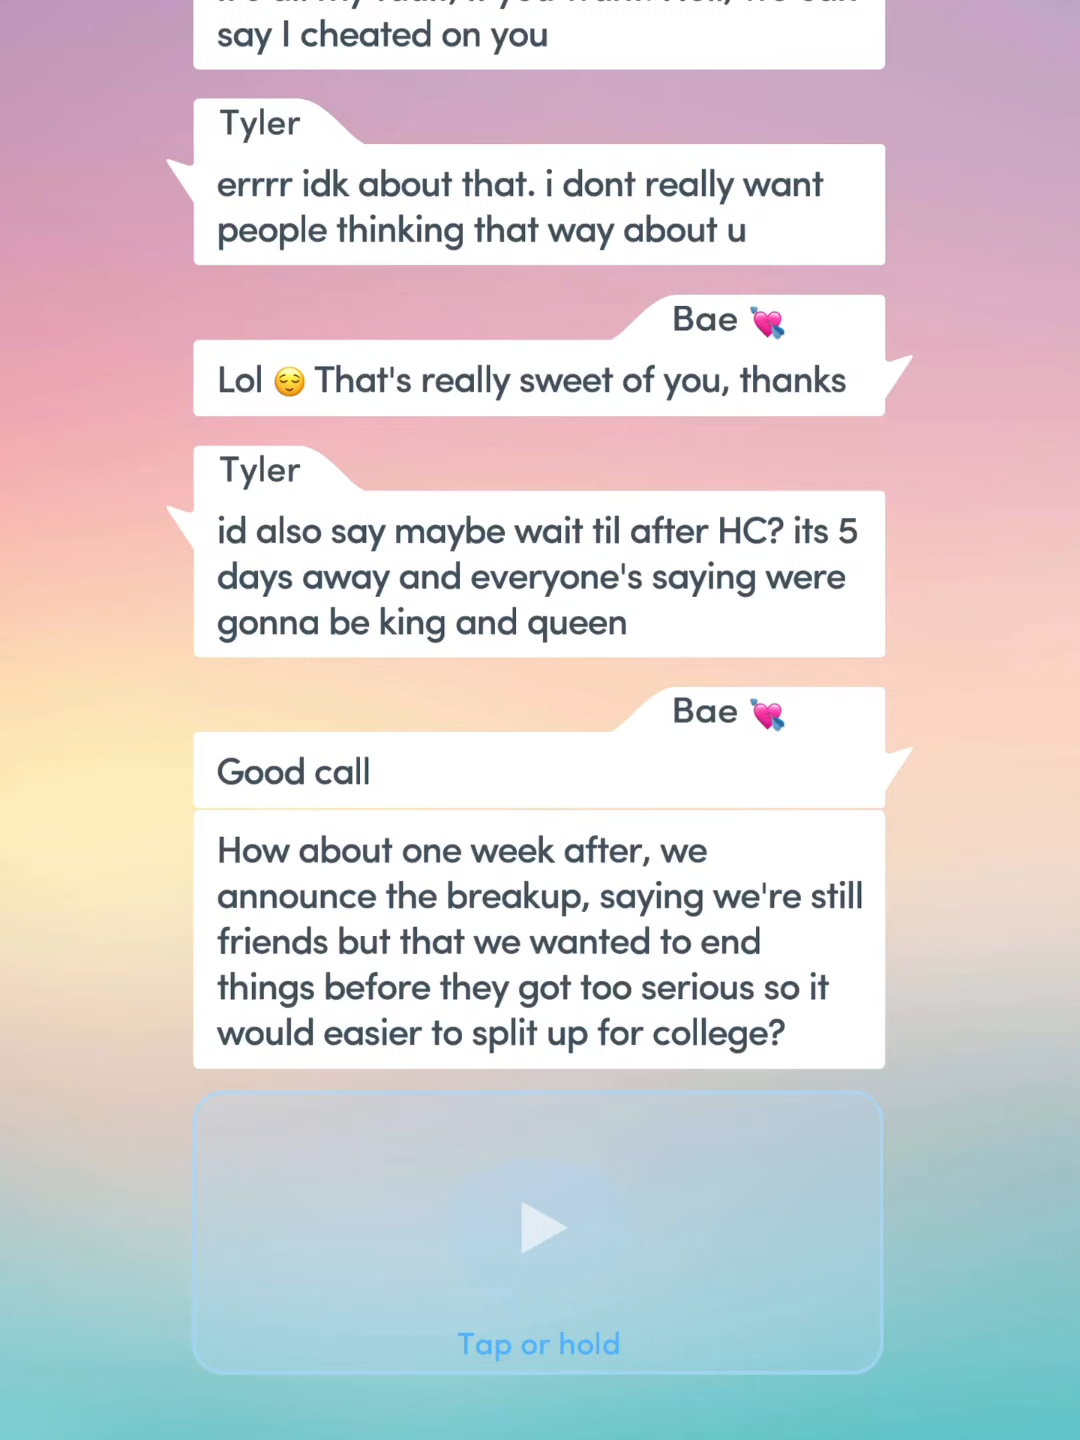 say I cheated on you
Tyler
errrr idk about that. i dont really want
people thinking that way about u
Bae 💘
Lol 😌 That's really sweet of you, thanks
Tyler
id also say maybe wait til after HC? its 5
days away and everyone's saying were
gonna be king and queen
Bae 💘
Good call
How about one week after, we
announce the breakup, saying we're still
friends but that we wanted to end
things before they got too serious so it
would easier to split up for college?
Tap or hold